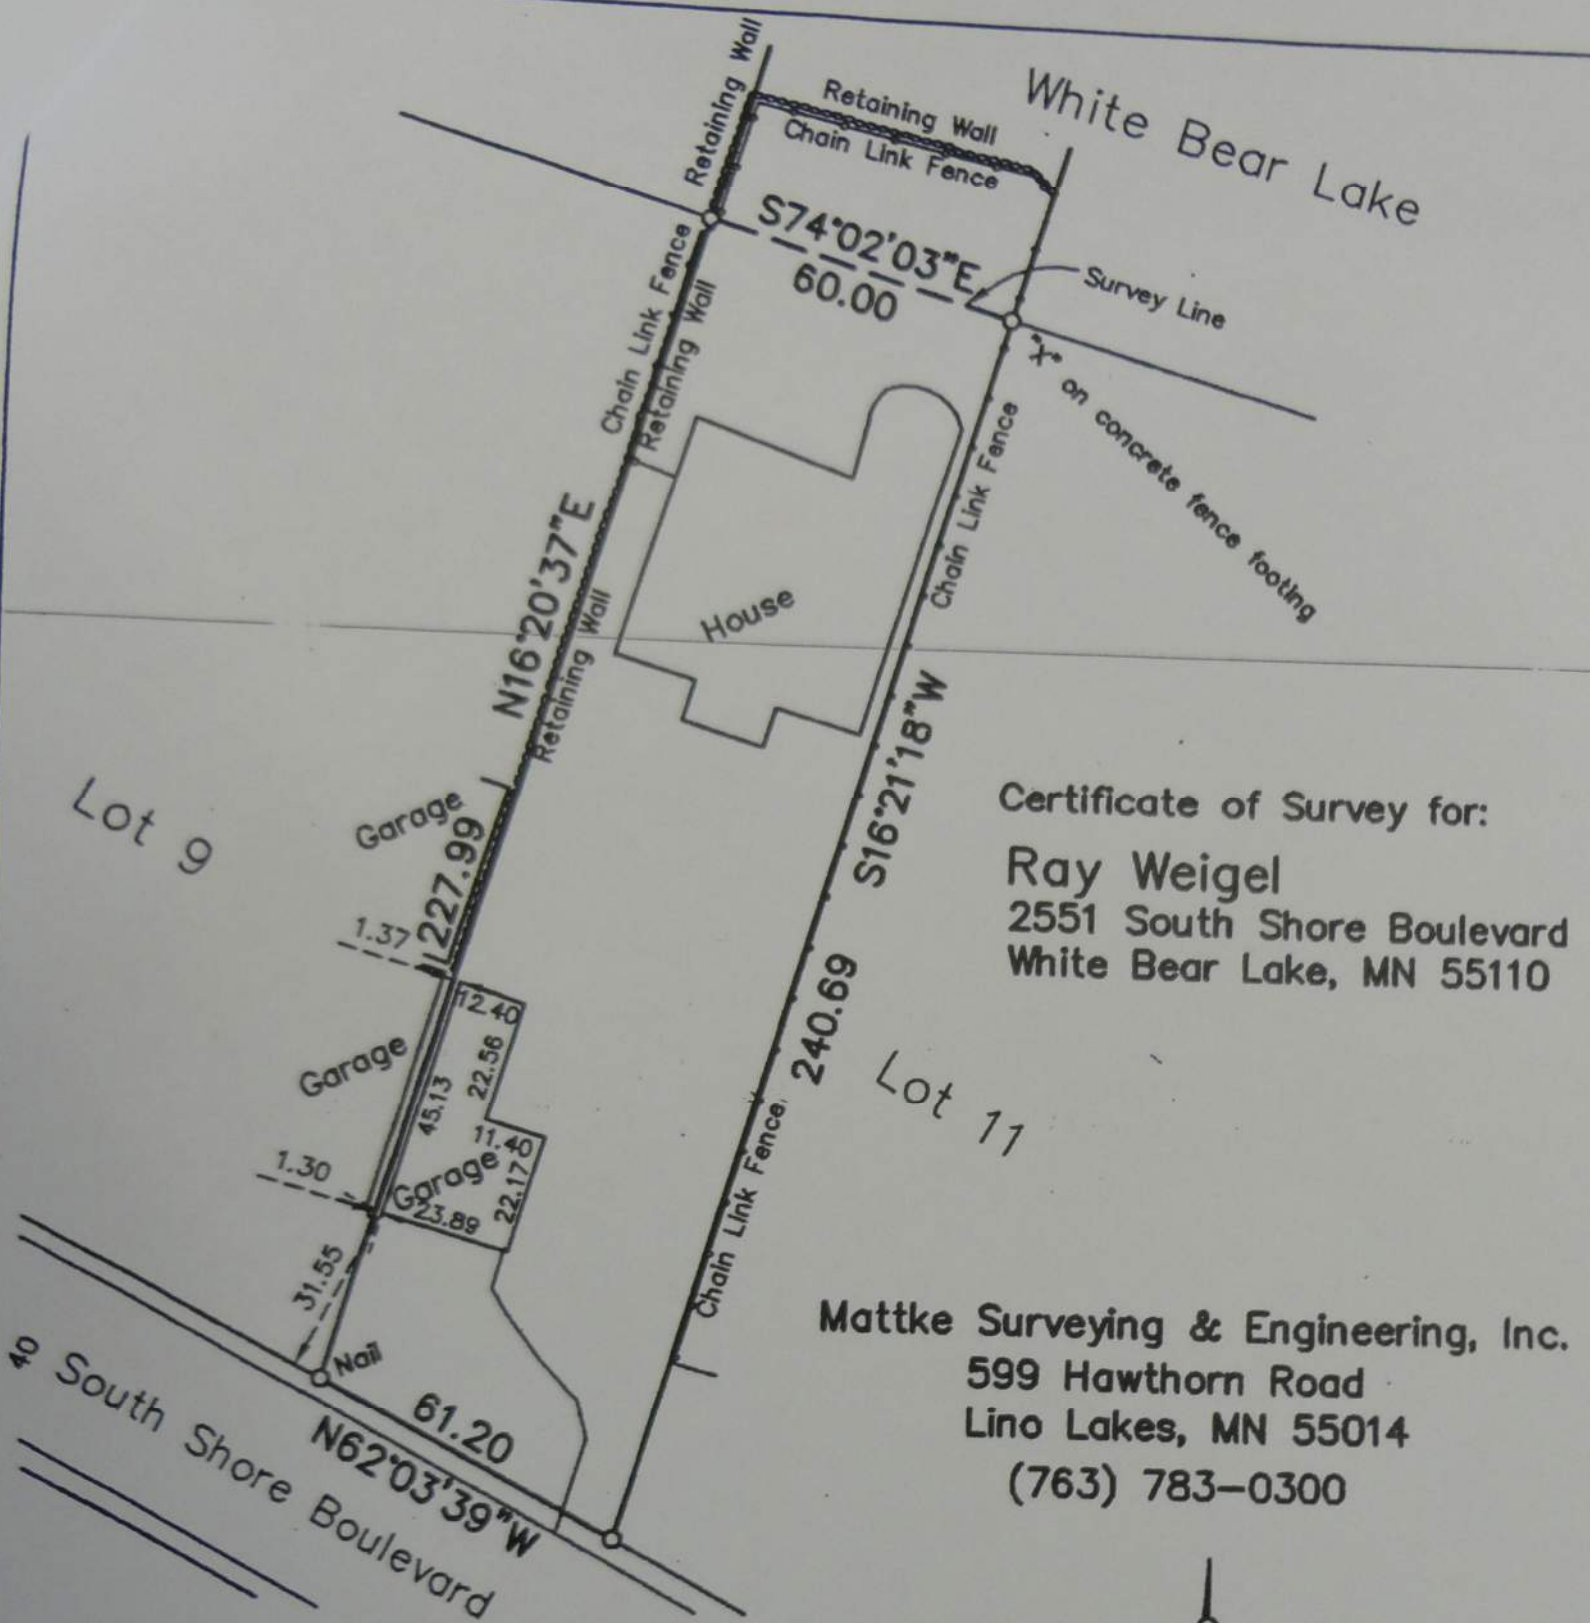 Retaining Wall
Retaining Wall
Chain Link Fence
White Bear Lake
S74°02'03"E
60.00
Survey Line
"X" on concrete fence footing
Chain Link Fence
Retaining Wall
Chain Link Fence
N16°20'37"E
Retaining Wall
House
S16°21'18"W
Lot 9
Garage
227.99
1.37
Certificate of Survey for:
Ray Weigel
2551 South Shore Boulevard
White Bear Lake, MN 55110
12.40
22.56
Garage
45.13
240.69
Lot 11
11.40
1.30
Garage
22.17
23.89
Chain Link Fence
31.55
Nail
61.20
N62°03'39"W
40
South Shore Boulevard
Mattke Surveying & Engineering, Inc.
599 Hawthorn Road
Lino Lakes, MN 55014
(763) 783-0300